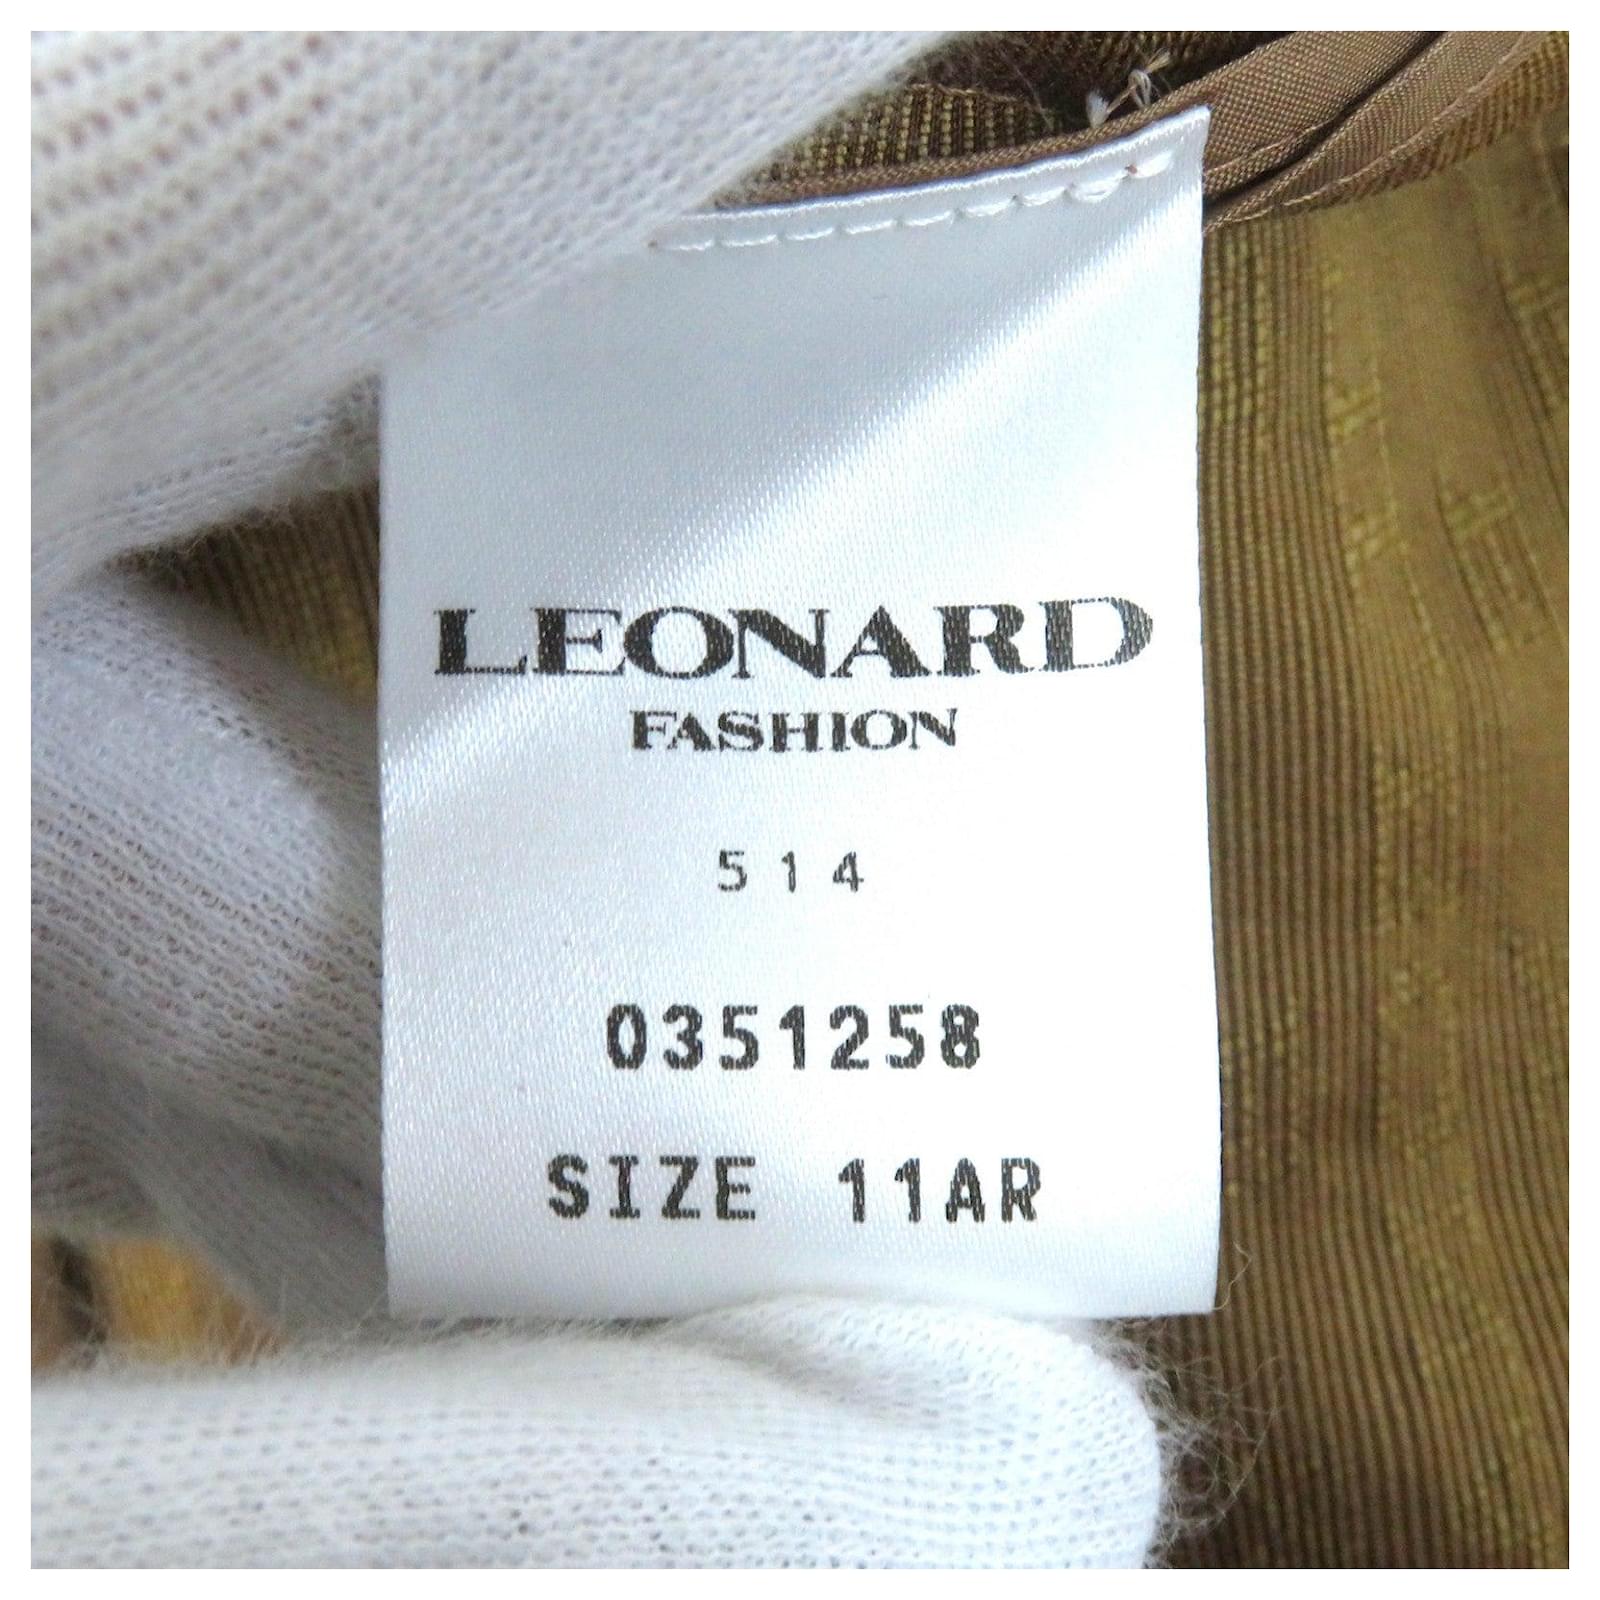 LEONARD
FASHION
514
0351258
SIZE 11AR